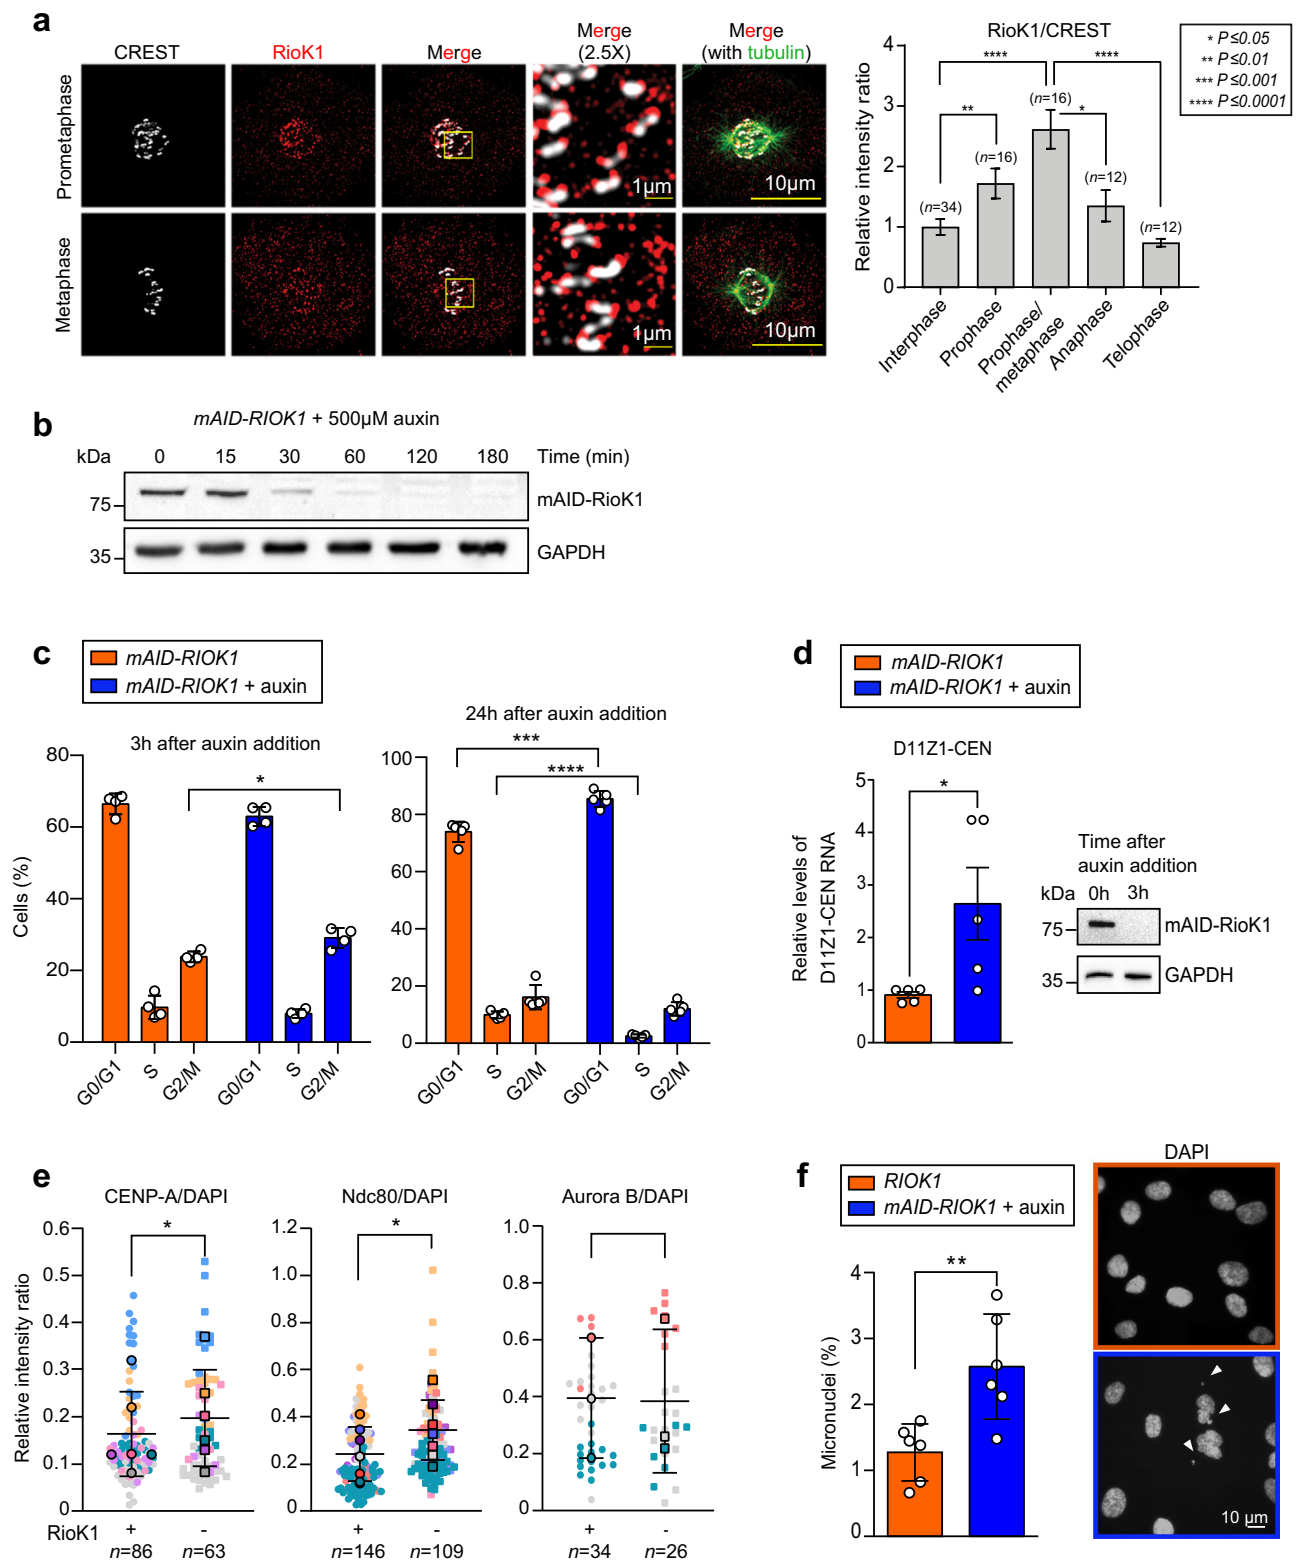 a
CREST
RioK1
Merge
Merge
(2.5X)
Merge
(with tubulin)
Prometaphase
Metaphase
1µm
10µm
1µm
10µm
RioK1/CREST
Relative intensity ratio
4
3
2
1
0
(n=34)
(n=16)
(n=16)
(n=12)
(n=12)
**
****
****
*
Interphase
Prophase
Prophase/
metaphase
Anaphase
Telophase
* P≤0.05
** P≤0.01
*** P≤0.001
**** P≤0.0001
b
mAID-RIOK1 + 500µM auxin
kDa 0 15 30 60 120 180 Time (min)
75
mAID-RioK1
35
GAPDH
c
mAID-RIOK1
mAID-RIOK1 + auxin
3h after auxin addition
Cells (%)
80
60
40
20
0
*
G0/G1 S G2/M G0/G1 S G2/M
24h after auxin addition
100
80
60
40
20
0
***
****
G0/G1 S G2/M G0/G1 S G2/M
d
mAID-RIOK1
mAID-RIOK1 + auxin
D11Z1-CEN
Relative levels of
D11Z1-CEN RNA
5
4
3
2
1
0
*
Time after
auxin addition
kDa 0h 3h
75
mAID-RioK1
35
GAPDH
e
CENP-A/DAPI
Relative intensity ratio
0.6
0.5
0.4
0.3
0.2
0.1
0
*
Ndc80/DAPI
1.2
1.0
0.8
0.6
0.4
0.2
0
*
Aurora B/DAPI
1.0
0.8
0.6
0.4
0.2
0
RioK1 + - + - + -
n=86 n=63 n=146 n=109 n=34 n=26
f
RIOK1
mAID-RIOK1 + auxin
Micronuclei (%)
4
3
2
1
0
**
DAPI
10 µm